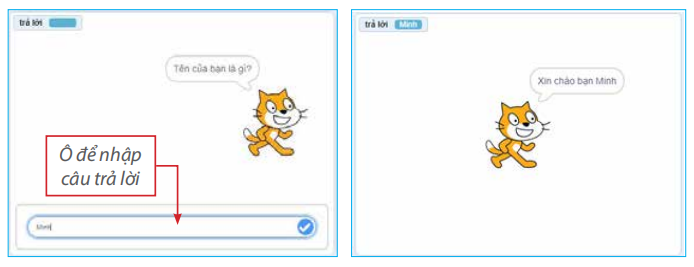 trả lời
Tên của bạn là gì?
Ô để nhập
câu trả lời
Minh
trả lời Minh
Xin chào bạn Minh